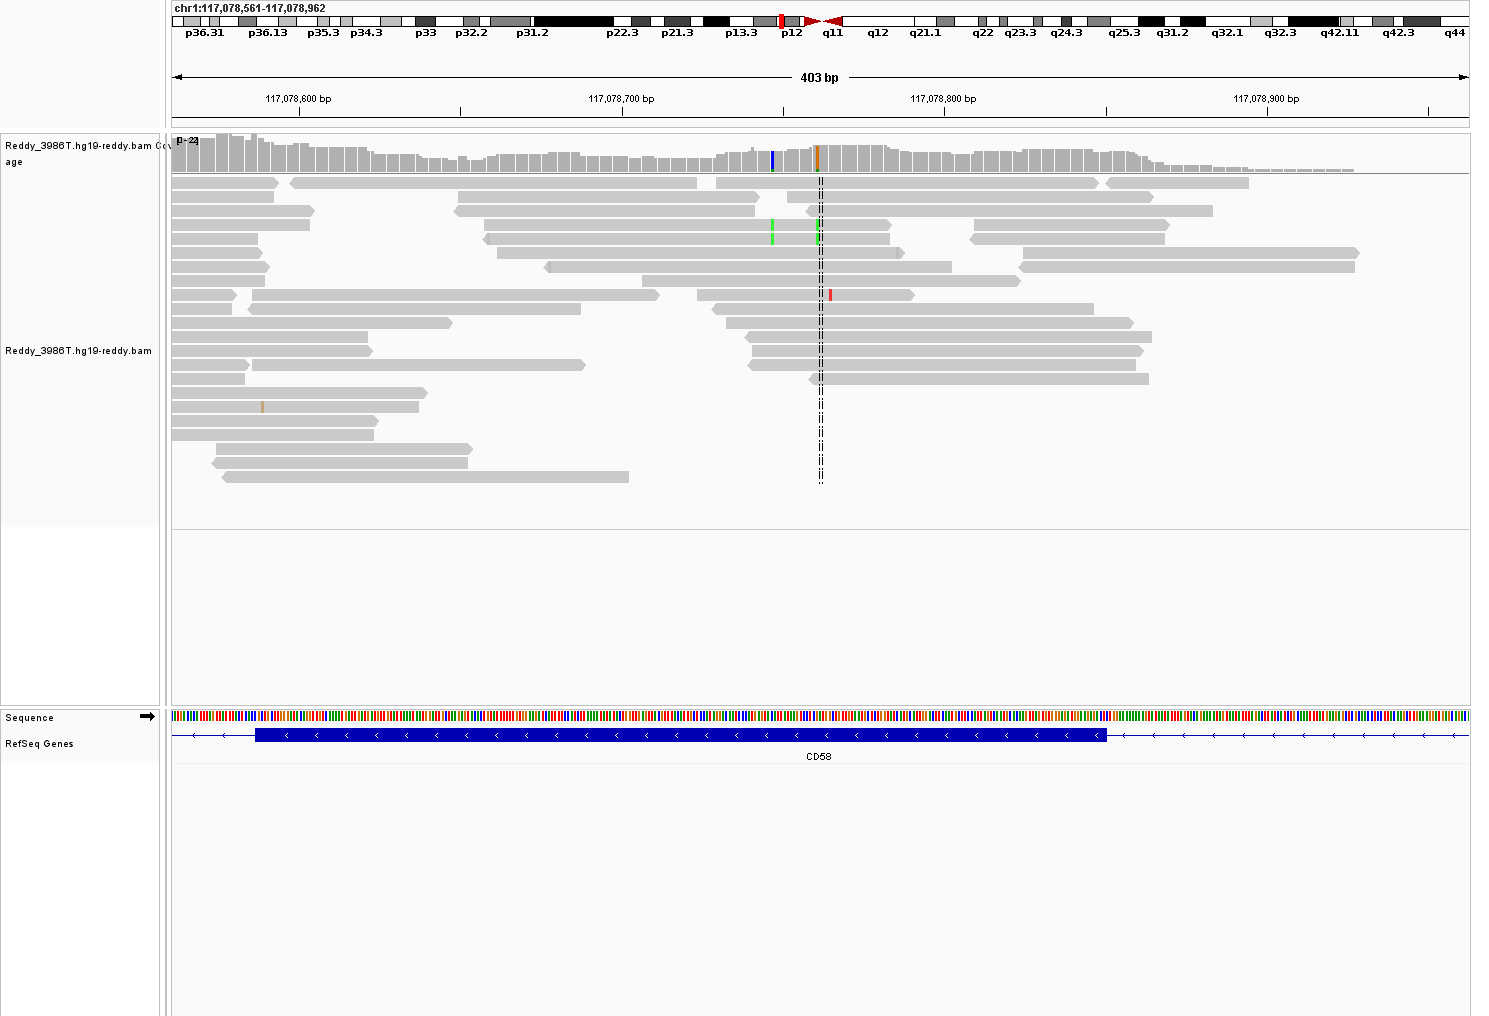 chr1:117,078,561-117,078,962
p36.31 p36.13 p35.3 p34.3 p33 p32.2 p31.2 p22.3 p21.3 p13.3 p12 q11 q12 q21.1 q22 q23.3 q24.3 q25.3 q31.2 q32.1 q32.3 q42.11 q42.3 q44
403 bp
117,078,600 bp 117,078,700 bp 117,078,800 bp 117,078,900 bp
Reddy_3986T.hg19-reddy.bam Cov
age
[0-22]
Reddy_3986T.hg19-reddy.bam
Sequence
RefSeq Genes
CD58